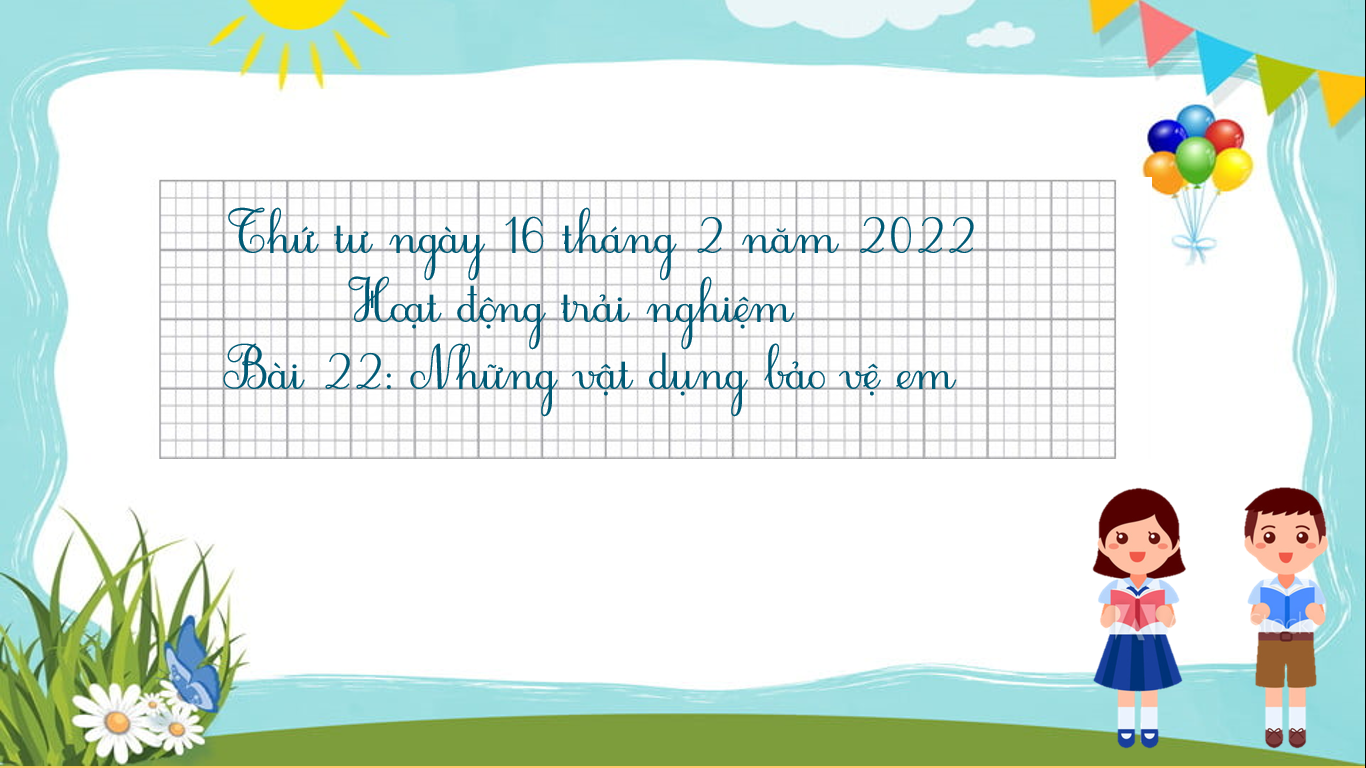 Thứ tư ngày 16 tháng 2 năm 2022
Hoạt động trải nghiệm
Bài 22: Những vật dụng bảo vệ em